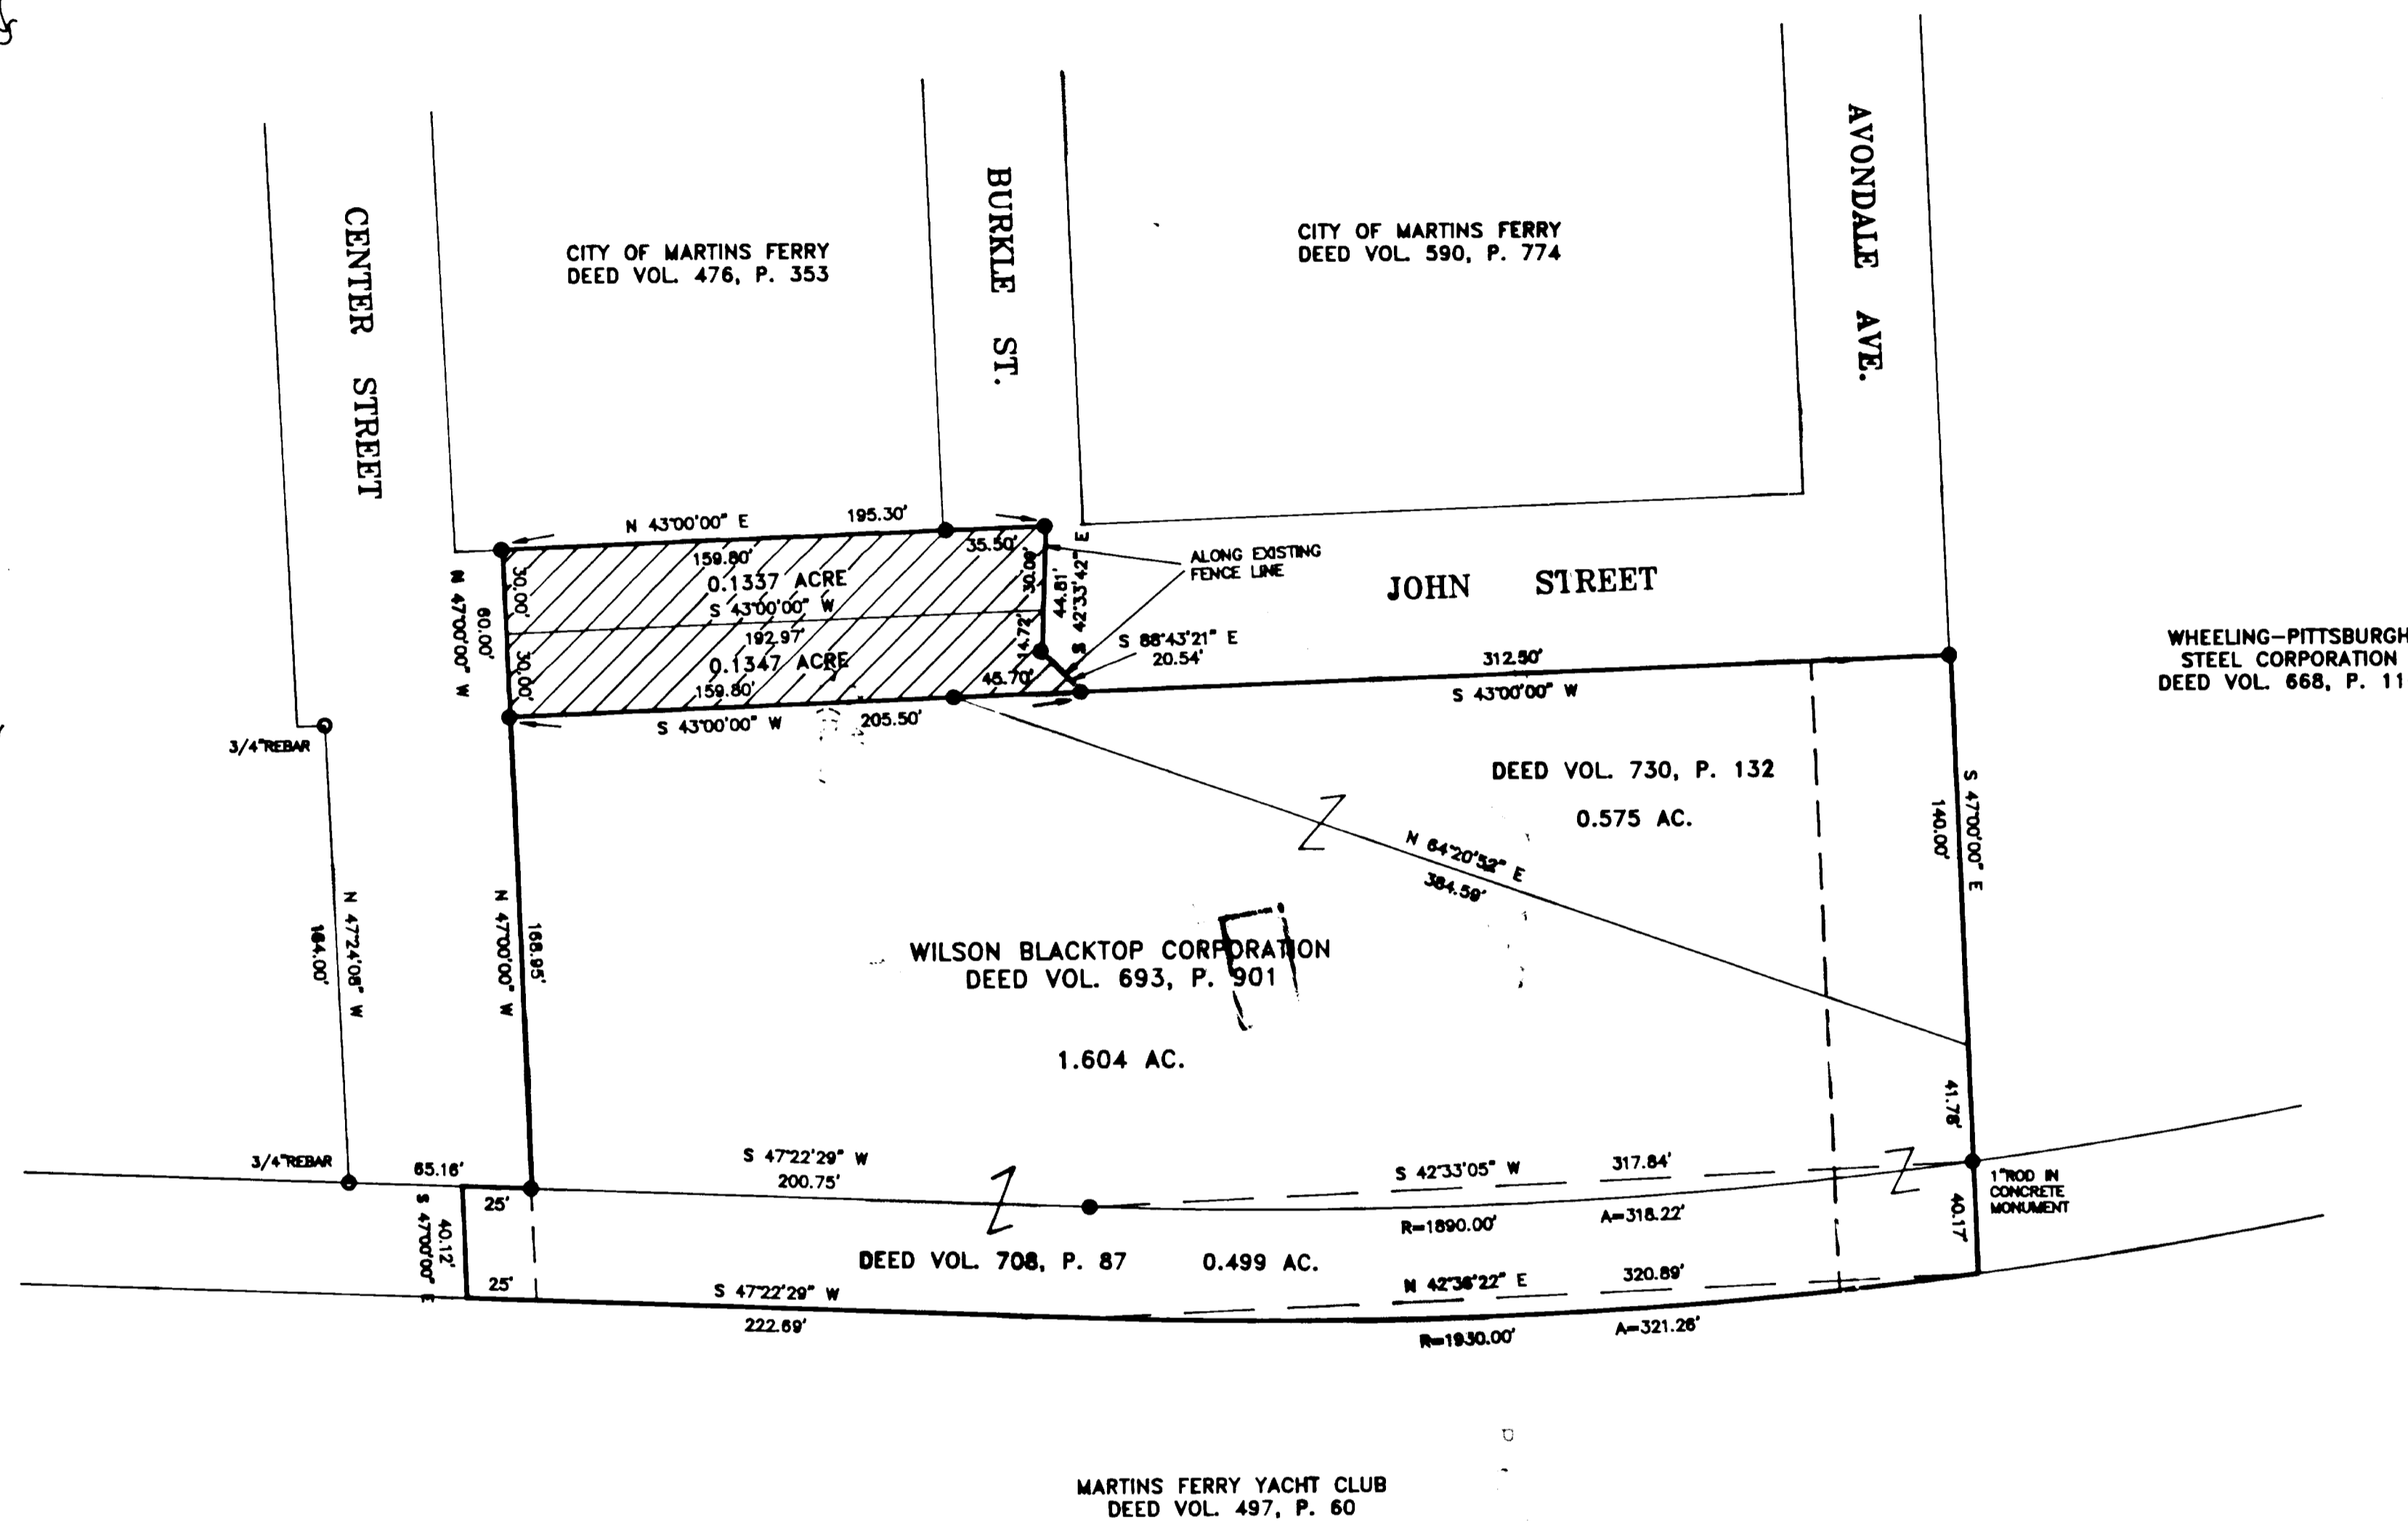 CENTER STREET
CITY OF MARTINS FERRY
DEED VOL. 476, P. 353
BURKLE ST.
CITY OF MARTINS FERRY
DEED VOL. 590, P. 774
AVONDALE AVE.
N 43°00'00" E
195.30'
159.80'
35.50'
0.1337 ACRE
S 43°00'00" W
192.97'
0.1347 ACRE
159.80'
45.70'
S 43°00'00" W
205.50'
30.00'
30.00'
60.00'
N 47°00'00" W
30.09'
14.72'
44.81'
S 42°33'42" E
ALONG EXISTING
FENCE LINE
S 88°43'21" E
20.54'
JOHN STREET
312.50'
S 43°00'00" W
WHEELING-PITTSBURGH
STEEL CORPORATION
DEED VOL. 668, P. 11
3/4"REBAR
DEED VOL. 730, P. 132
0.575 AC.
S 47°00'00" E
140.00'
N 64°20'52" E
384.59'
N 47°24'08" W
164.00'
N 47°00'00" W
168.95'
WILSON BLACKTOP CORPORATION
DEED VOL. 693, P. 901
1.604 AC.
41.78'
3/4"REBAR
65.16'
25'
S 47°22'29" W
200.75'
S 42°33'05" W
317.84'
R=1890.00'
A=318.22'
1"ROD IN
CONCRETE
MONUMENT
40.17'
S 47°00'00" E
40.12'
25'
DEED VOL. 708, P. 87
0.499 AC.
S 47°22'29" W
222.69'
N 42°36'22" E
320.89'
R=1930.00'
A=321.26'
MARTINS FERRY YACHT CLUB
DEED VOL. 497, P. 60